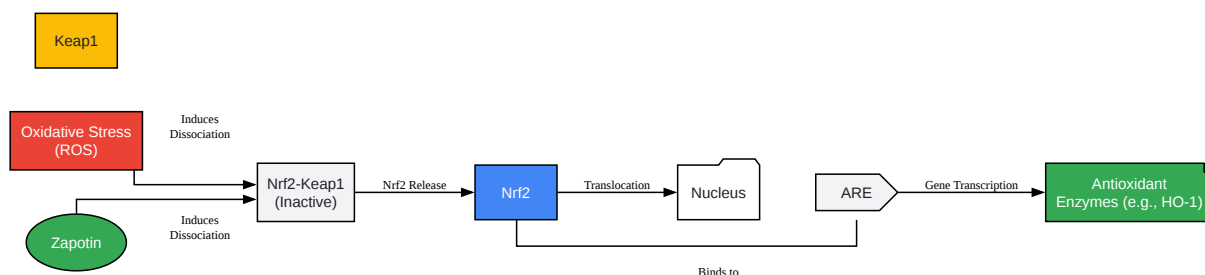 Keap1
Oxidative Stress
(ROS)
Induces
Dissociation
Nrf2-Keap1
(Inactive)
Nrf2 Release
Nrf2
Translocation
Nucleus
ARE
Gene Transcription
Antioxidant
Enzymes (e.g., HO-1)
Zapotin
Induces
Dissociation
Binds to